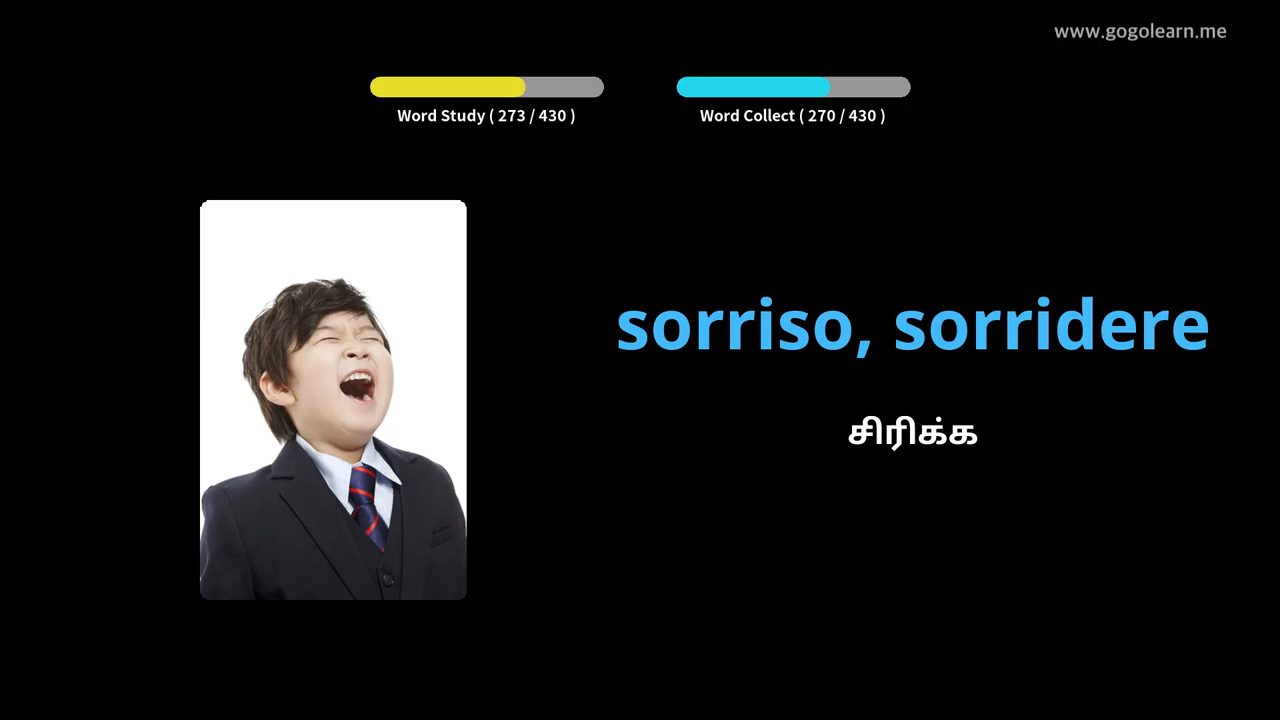 www.gogolearn.me
Word Study ( 273 / 430 )
Word Collect ( 270 / 430 )
sorriso, sorridere
சிரிக்க